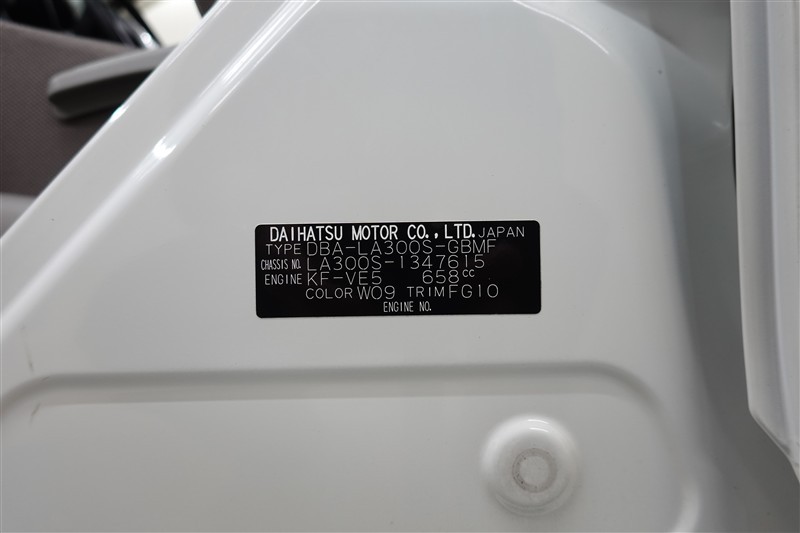 DAIHATSU MOTOR CO.,LTD. JAPAN
TYPE DBA-LA300S-GBMF
CHASSIS NO. LA300S-1347615
ENGINE KF-VE5 658cc
COLOR W09 TRIM FG10
ENGINE NO.